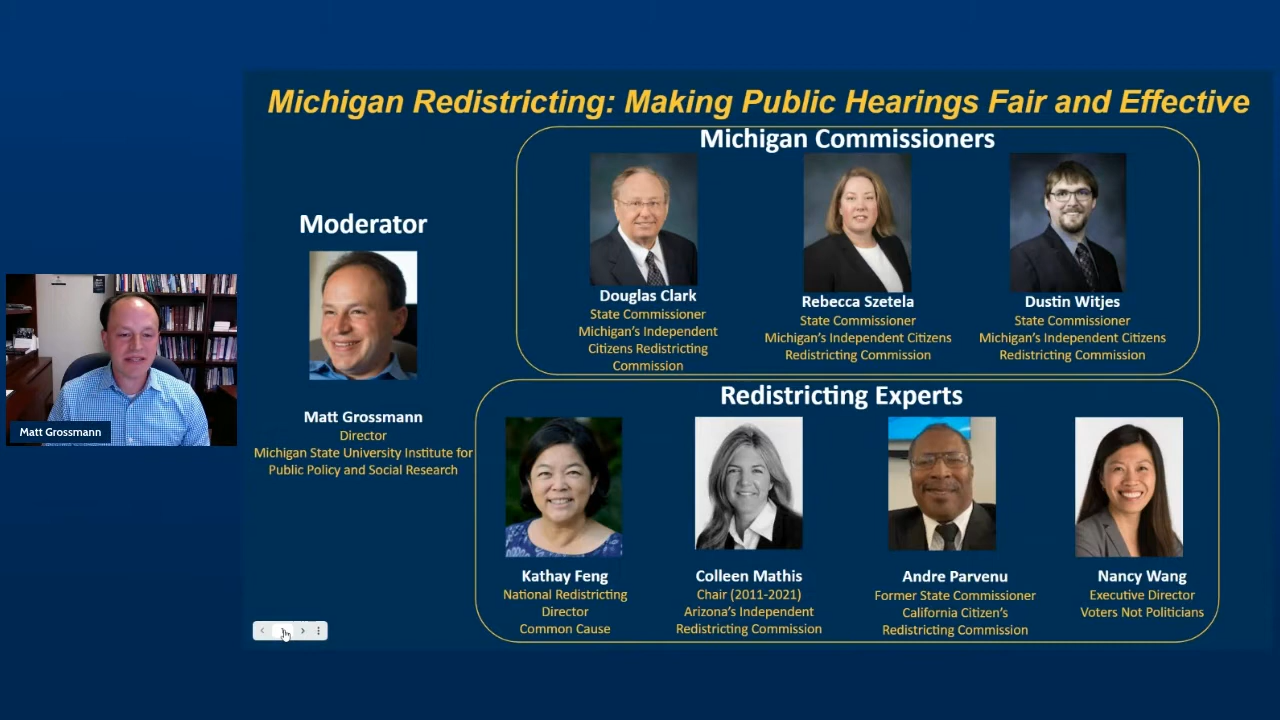 Michigan Redistricting: Making Public Hearings Fair and Effective
Michigan Commissioners
Douglas Clark
State Commissioner
Michigan's Independent
Citizens Redistricting
Commission
Rebecca Szetela
State Commissioner
Michigan's Independent Citizens
Redistricting Commission
Dustin Witjes
State Commissioner
Michigan's Independent Citizens
Redistricting Commission
Moderator
Matt Grossmann
Director
Michigan State University Institute for
Public Policy and Social Research
Matt Grossmann
Redistricting Experts
Kathay Feng
National Redistricting
Director
Common Cause
Colleen Mathis
Chair (2011-2021)
Arizona's Independent
Redistricting Commission
Andre Parvenu
Former State Commissioner
California Citizen's
Redistricting Commission
Nancy Wang
Executive Director
Voters Not Politicians